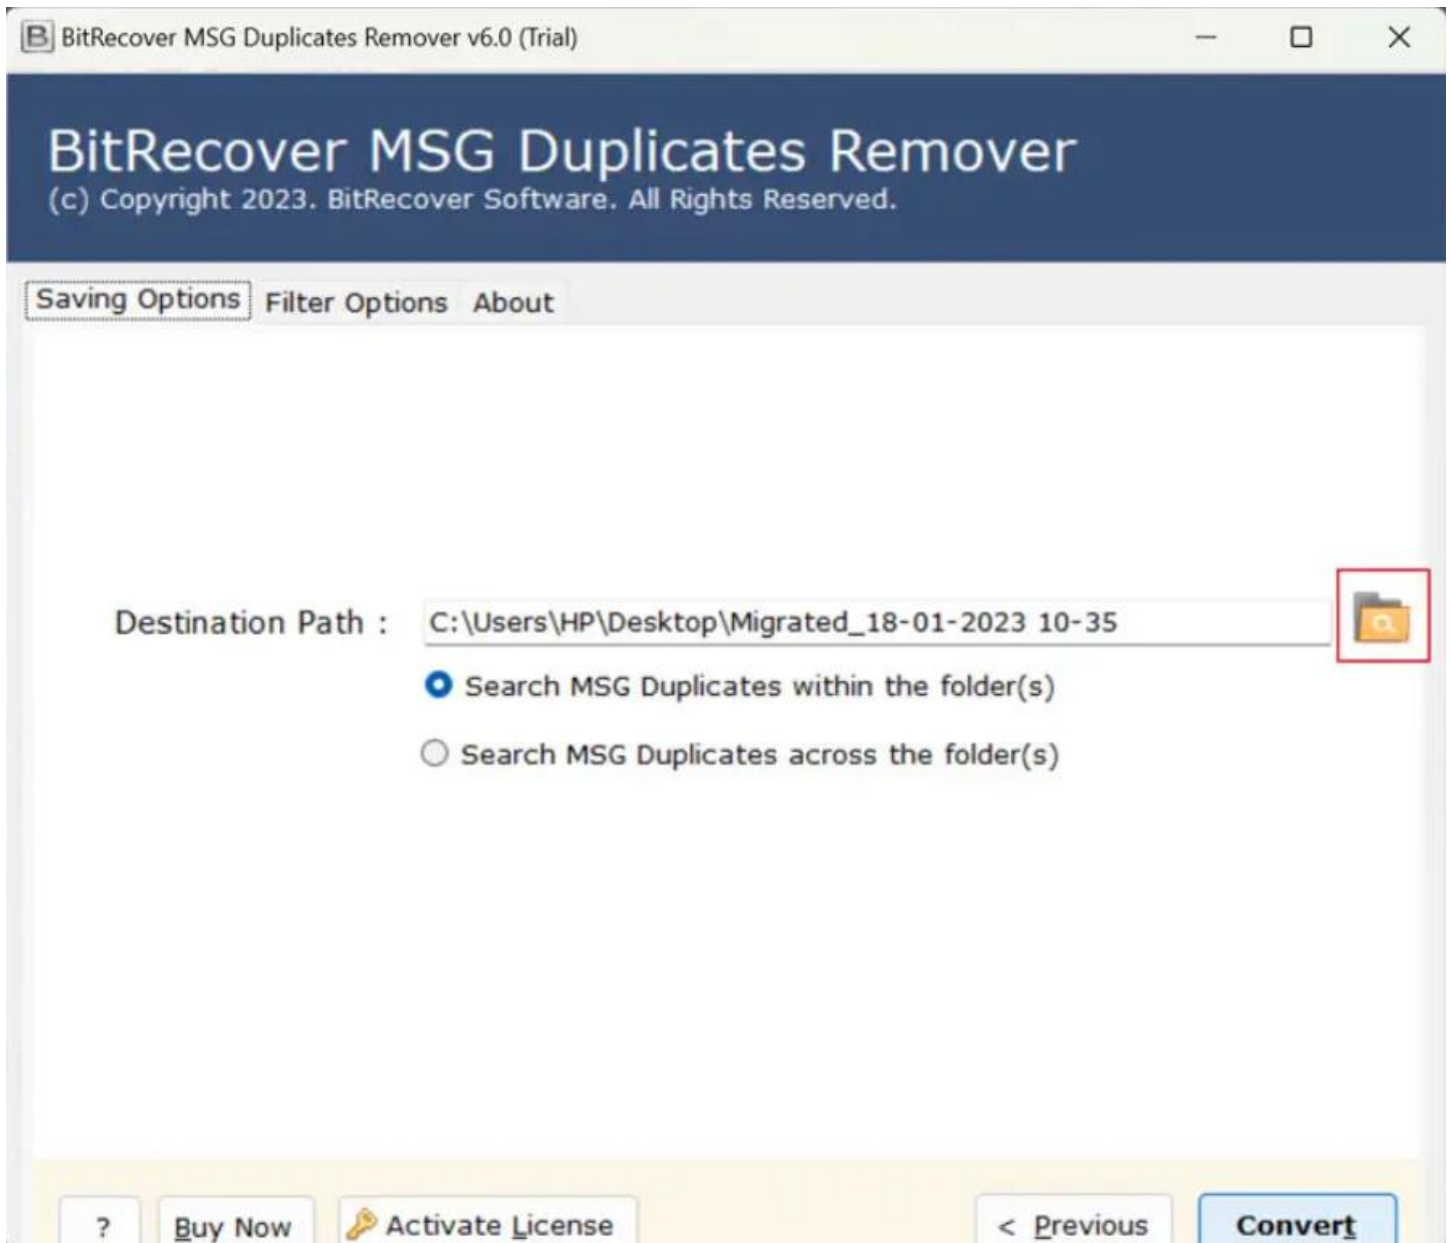 BitRecover MSG Duplicates Remover v6.0 (Trial)
BitRecover MSG Duplicates Remover
(c) Copyright 2023. BitRecover Software. All Rights Reserved.
Saving Options Filter Options About
Destination Path : C:\Users\HP\Desktop\Migrated_18-01-2023 10-35
Search MSG Duplicates within the folder(s)
Search MSG Duplicates across the folder(s)
? Buy Now Activate License < Previous Convert